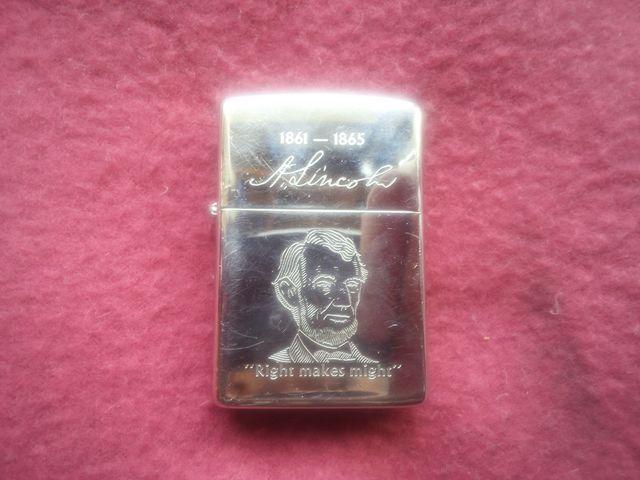 1861 — 1865
A. Lincoln
"Right makes might"